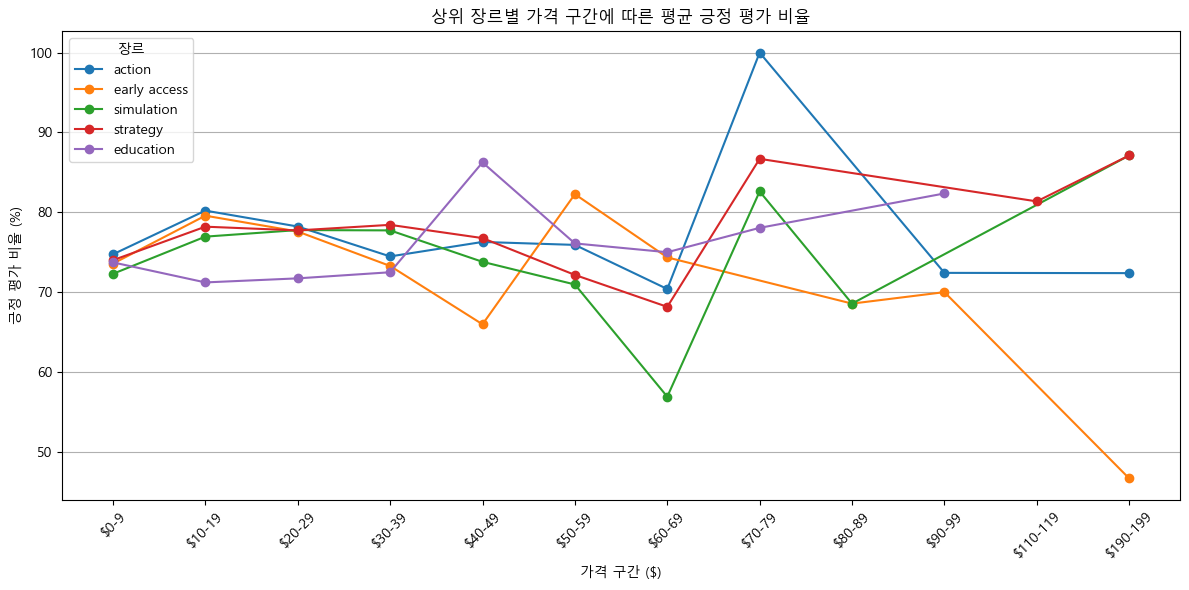 상위 장르별 가격 구간에 따른 평균 긍정 평가 비율
장르
action
early access
simulation
strategy
education
긍정 평가 비율 (%)
100
90
80
70
60
50
$0-9
$10-19
$20-29
$30-39
$40-49
$50-59
$60-69
$70-79
$80-89
$90-99
$110-119
$190-199
가격 구간 ($)